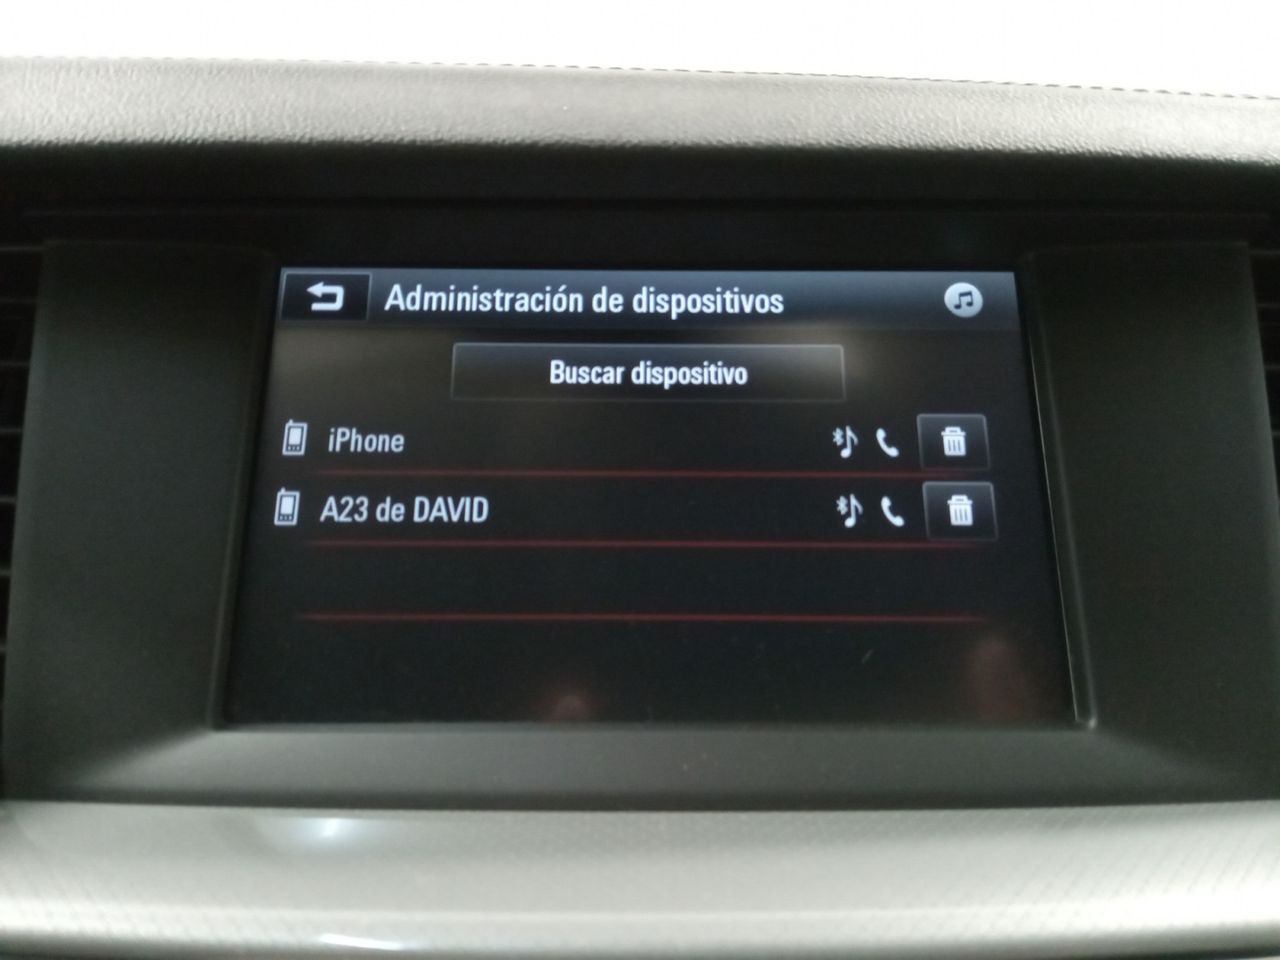 Administración de dispositivos
Buscar dispositivo
iPhone
A23 de DAVID